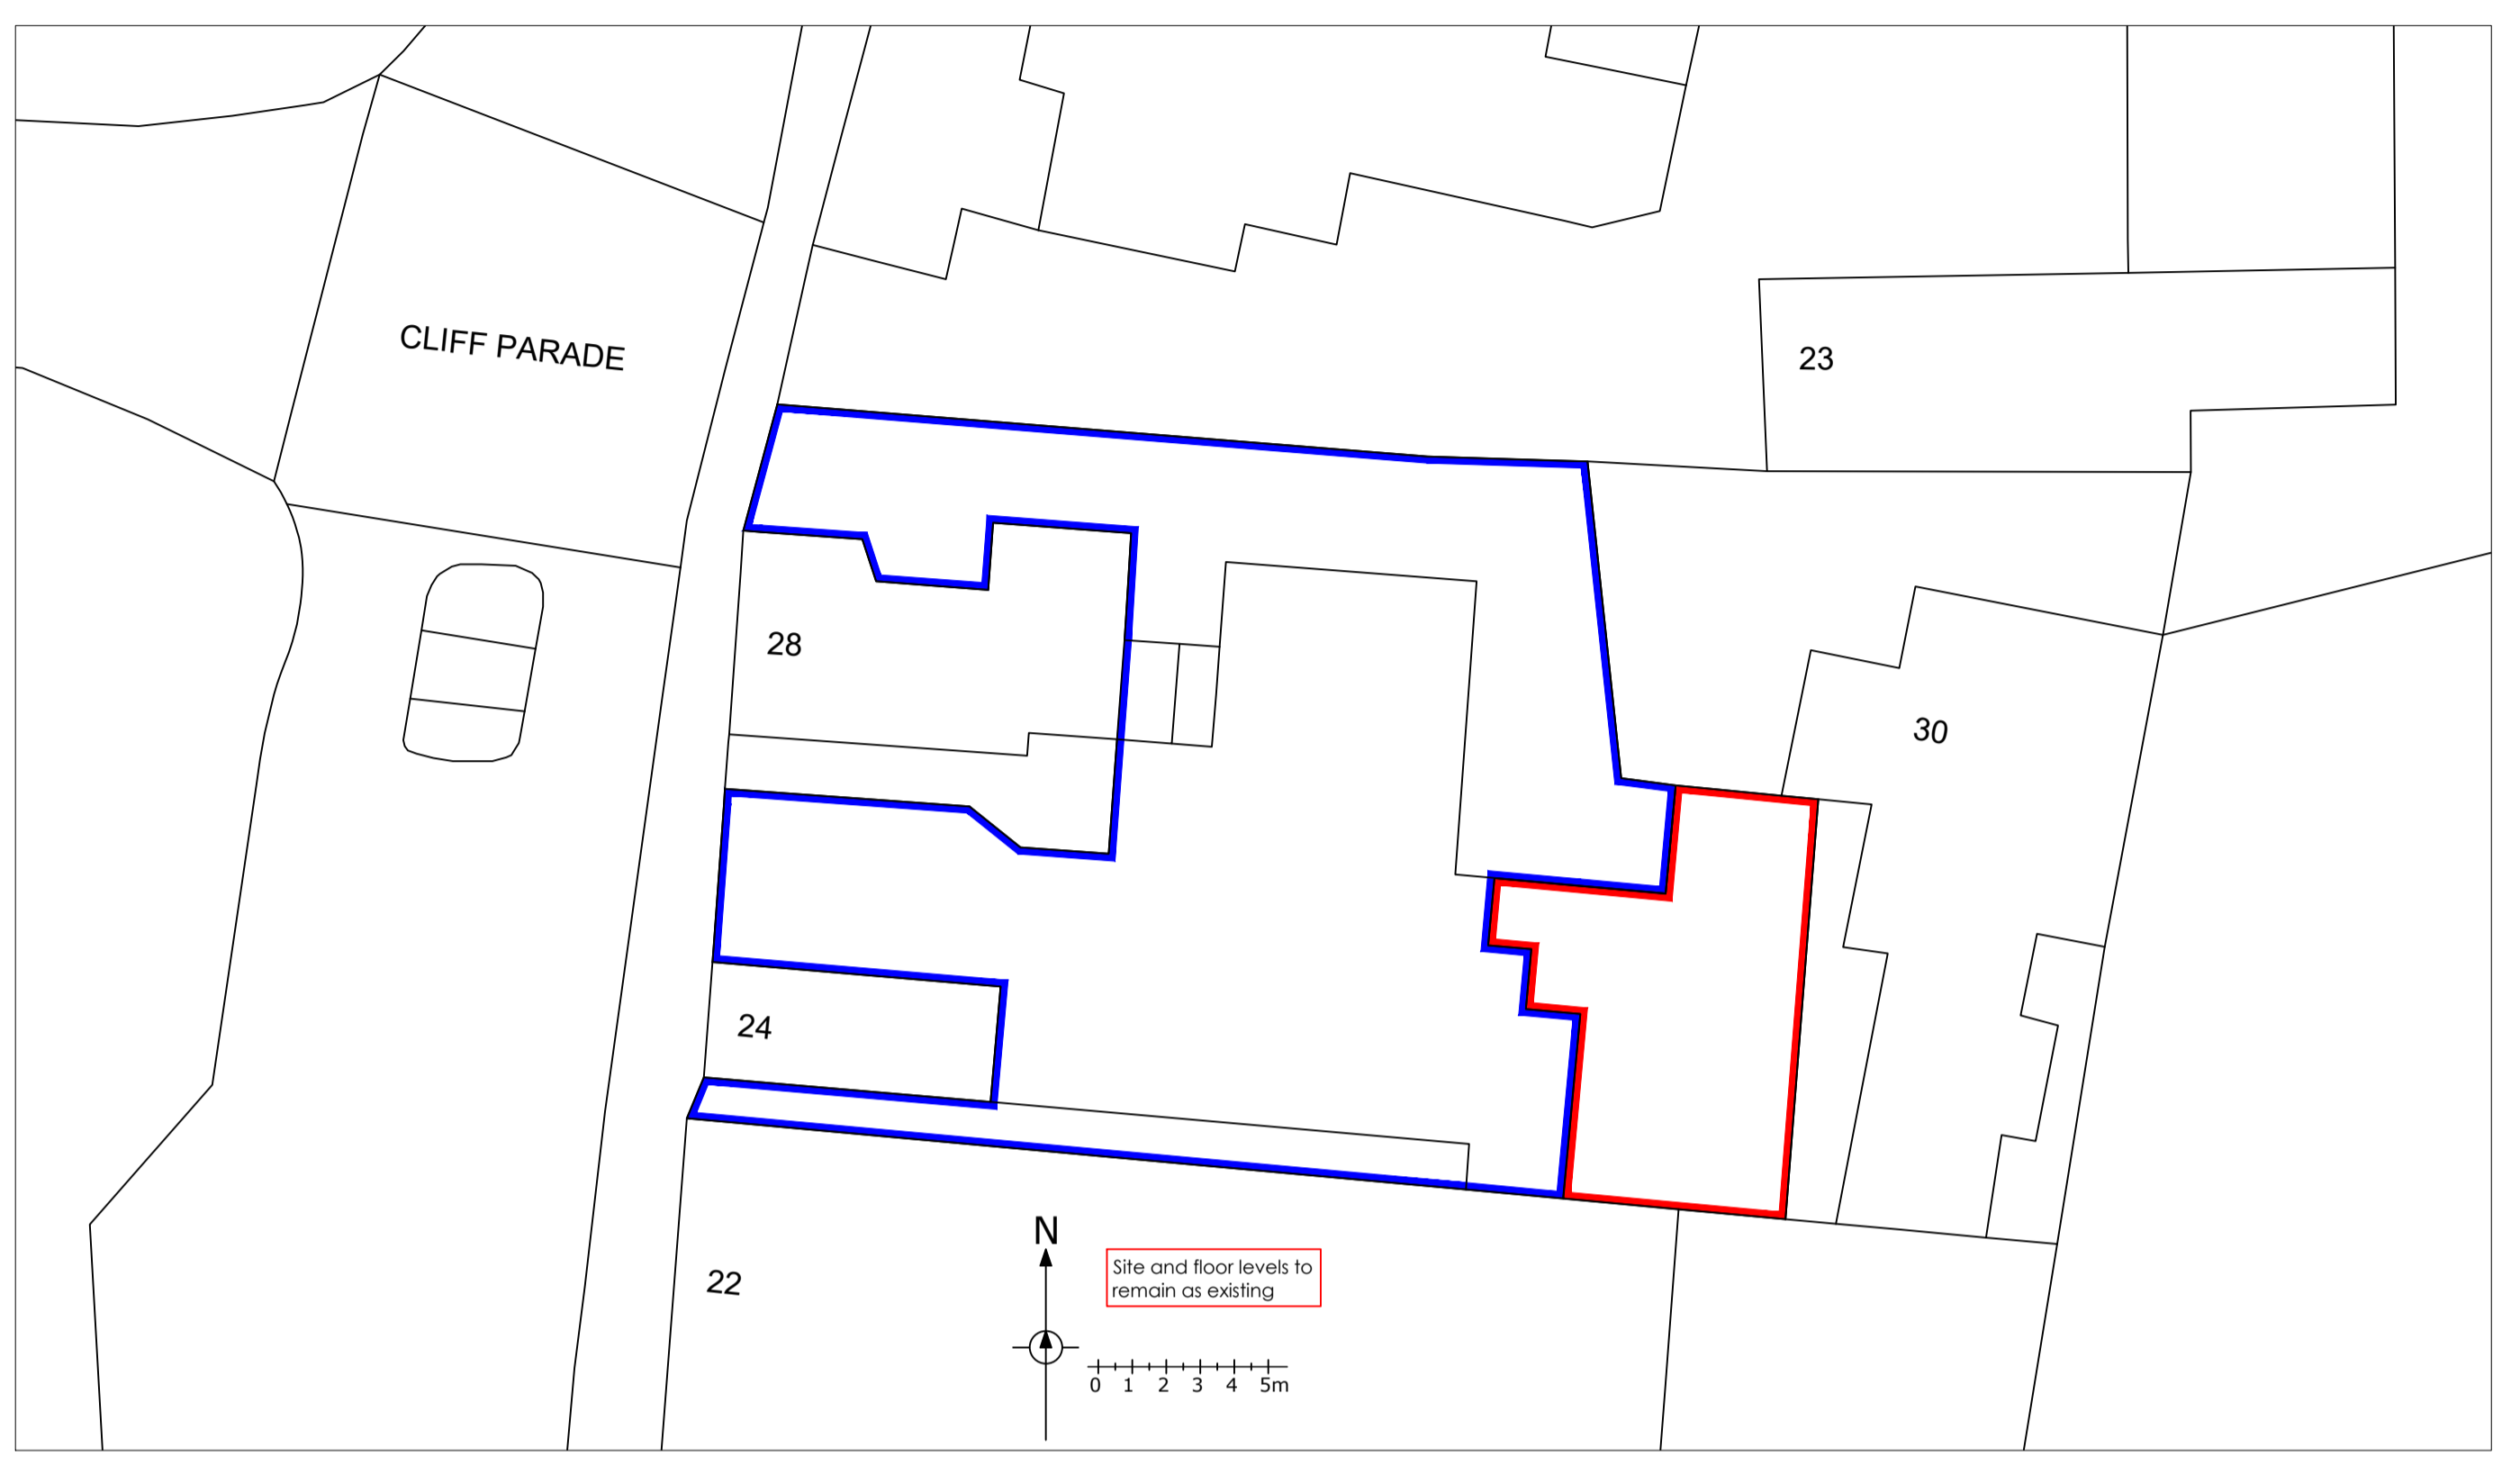 CLIFF PARADE
23
28
30
24
22
N
Site and floor levels to
remain as existing
0 1 2 3 4 5m